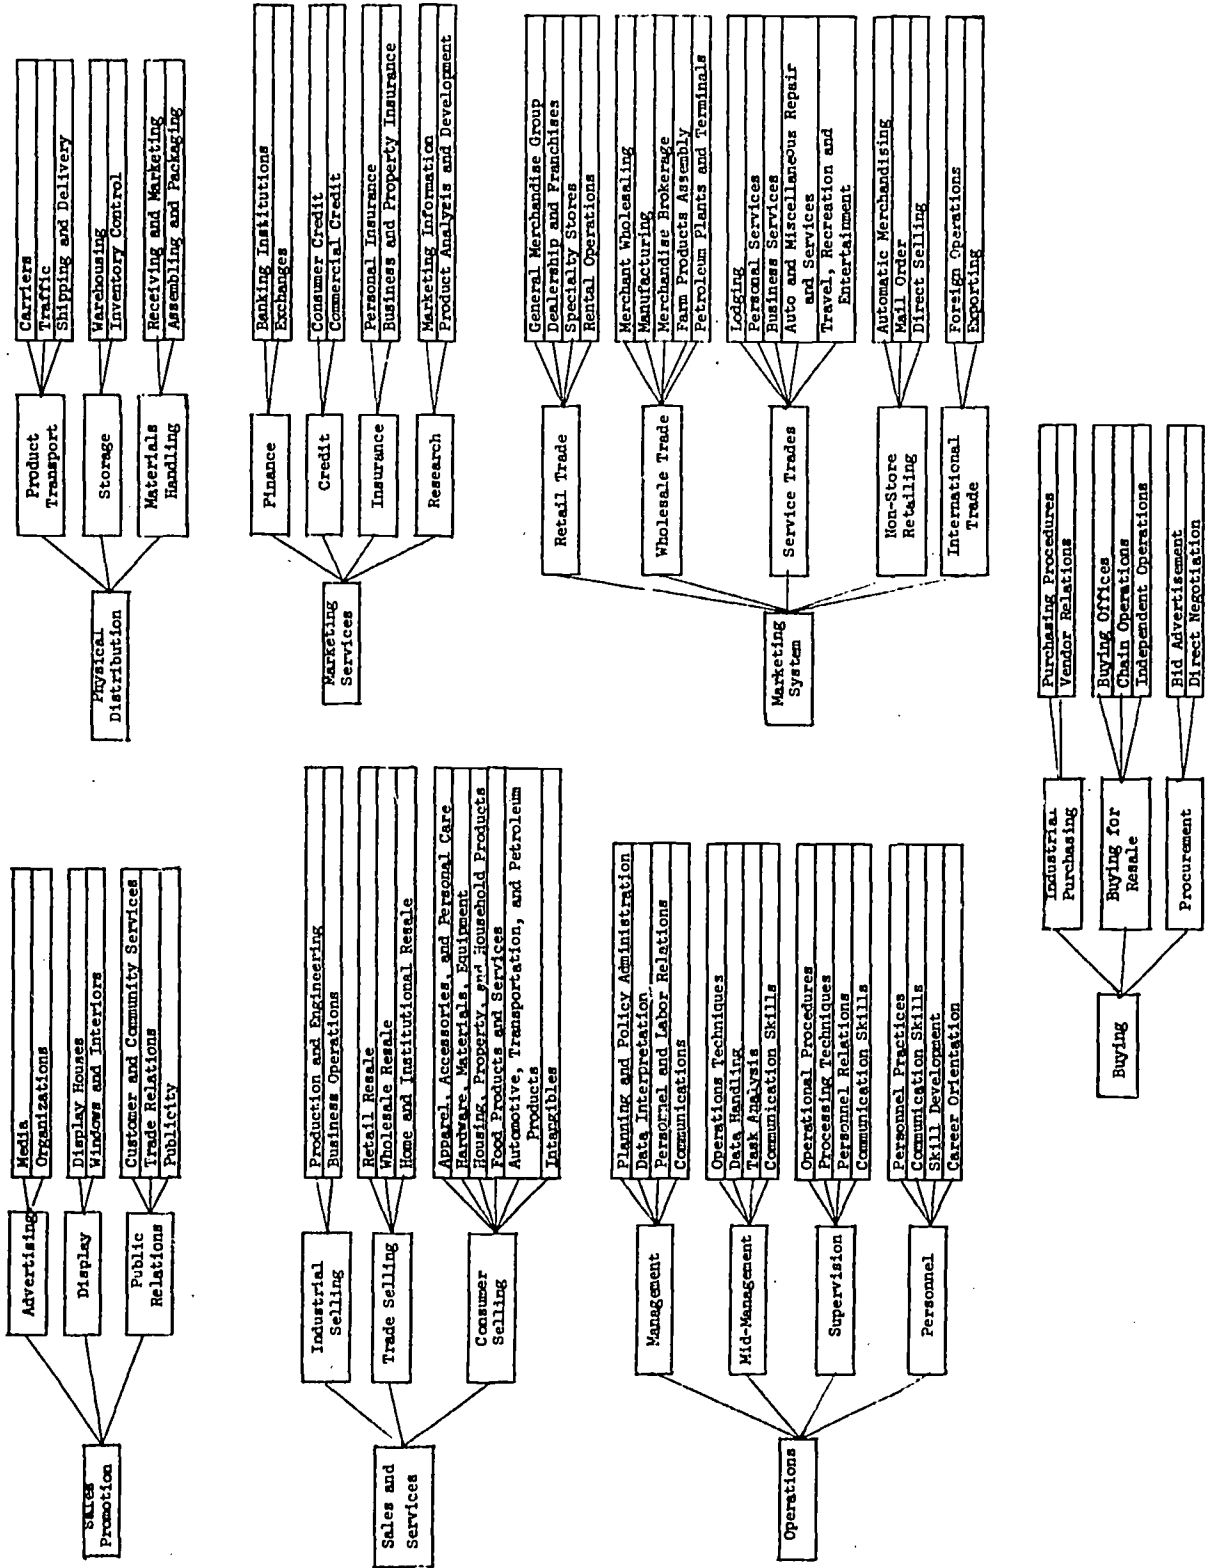 Sales
Promotion
Advertising
Media
Organizations
Display
Display Houses
Windows and Interiors
Public
Relations
Customer and Community Services
Trade Relations
Publicity
Physical
Distribution
Product
Transport
Carriers
Traffic
Shipping and Delivery
Storage
Warehousing
Inventory Control
Materials
Handling
Receiving and Marketing
Assembling and Packaging
Sales and
Services
Industrial
Selling
Production and Engineering
Business Operations
Trade Selling
Retail Resale
Wholesale Resale
Home and Institutional Resale
Consumer
Selling
Apparel, Accessories, and Personal Care
Hardware, Materials, Equipment
Housing, Property, and Household Products
Food Products and Services
Automotive, Transportation, and Petroleum
Products
Intangibles
Marketing
Services
Finance
Banking Institutions
Exchanges
Credit
Consumer Credit
Commercial Credit
Insurance
Personal Insurance
Business and Property Insurance
Research
Marketing Information
Product Analysis and Development
Operations
Management
Planning and Policy Administration
Data Interpretation
Personnel and Labor Relations
Communications
Mid-Management
Operations Techniques
Data Handling
Task Analysis
Communication Skills
Supervision
Operational Procedures
Processing Techniques
Personnel Relations
Communication Skills
Personnel
Personnel Practices
Communication Skills
Skill Development
Career Orientation
Marketing
System
Retail Trade
General Merchandise Group
Dealership and Franchises
Specialty Stores
Rental Operations
Wholesale Trade
Merchant Wholesaling
Manufacturing
Merchandise Brokerage
Farm Products Assembly
Petroleum Plants and Terminals
Service Trades
Lodging
Personal Services
Business Services
Auto and Miscellaneous Repair
and Services
Travel, Recreation and
Entertainment
Non-Store
Retailing
Automatic Merchandising
Mail Order
Direct Selling
International
Trade
Foreign Operations
Exporting
Buying
Industrial
Purchasing
Purchasing Procedures
Vendor Relations
Buying for
Resale
Buying Offices
Chain Operations
Independent Operations
Procurement
Bid Advertisement
Direct Negotiation